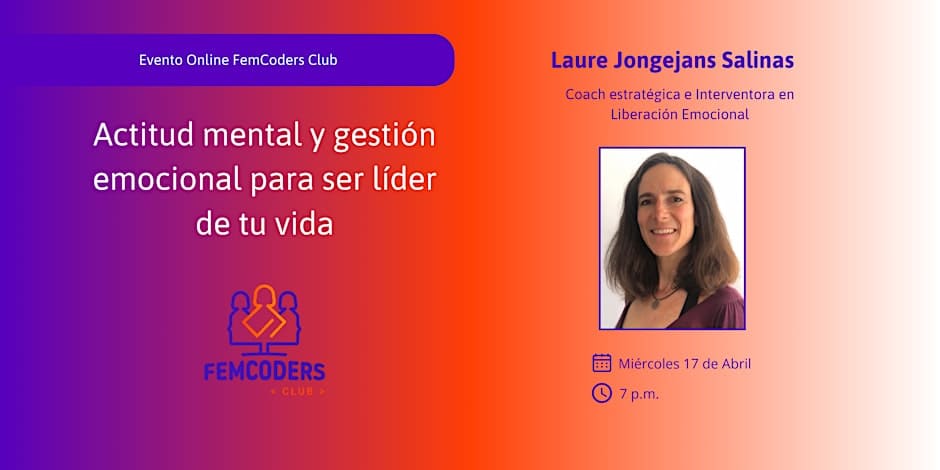 Evento Online FemCoders Club
Actitud mental y gestión
emocional para ser líder
de tu vida
FEMCODERS
< CLUB >
Laure Jongejans Salinas
Coach estratégica e Interventora en
Liberación Emocional
Miércoles 17 de Abril
7 p.m.